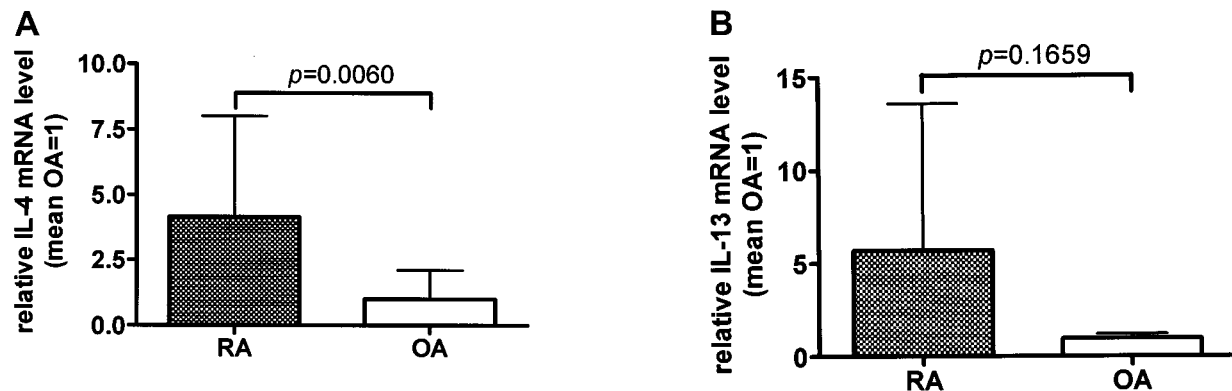 A
relative IL-4 mRNA level
(mean OA=1)
10.0
7.5
5.0
2.5
0.0
p=0.0060
RA OA
B
relative IL-13 mRNA level
(mean OA=1)
15
10
5
0
p=0.1659
RA OA